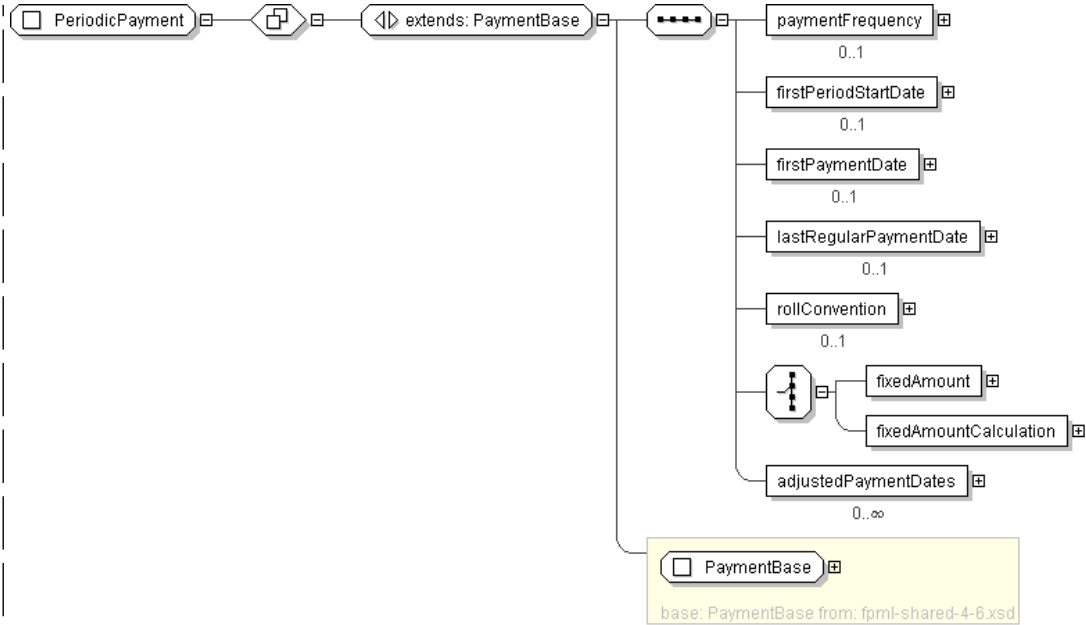 PeriodicPayment
extends: PaymentBase
paymentFrequency
0..1
firstPeriodStartDate
0..1
firstPaymentDate
0..1
lastRegularPaymentDate
0..1
rollConvention
0..1
fixedAmount
fixedAmountCalculation
adjustedPaymentDates
0..∞
PaymentBase
base: PaymentBase from: fpml-shared-4-6.xsd